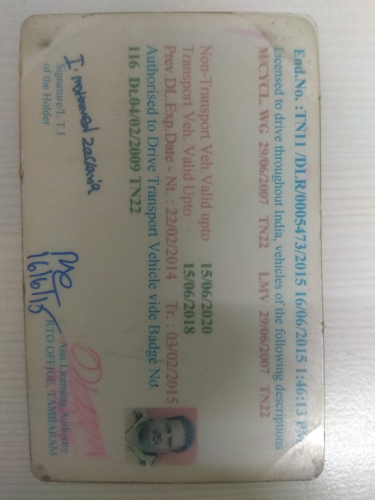 End.No. :TN11 /DLR/0005473/2015 16/06/2015 1:46:13 PM
Licensed to drive throughout India, vehicles of the following descriptions
M/CYCL. WG 29/06/2007 TN22 LMV 29/06/2007 TN22
Non-Transport Veh.Valid upto 15/06/2020
Transport Veh. Valid Upto 15/06/2018
Prev DL.Exp.Date - Nt : 22/02/2014 Tr : 03/02/2015
Authorised to Drive Transport Vehicle vide Badge No.
116 Dt.04/02/2009 TN22
I. mohamed zaccaria
Signature/L.T.I
of the Holder
16/6/15
Licensing Authority
RTO OFFICE, TAMBARAM